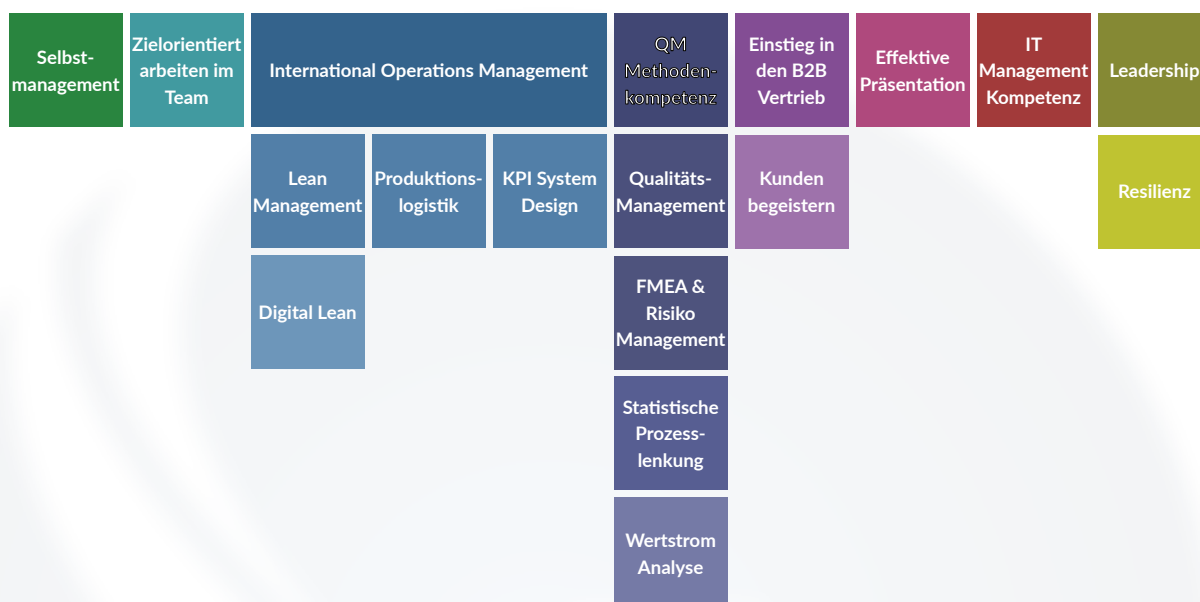 Selbst-
management
Zielorientiert
arbeiten im
Team
International Operations Management
QM
Methoden-
kompetenz
Einstieg in
den B2B
Vertrieb
Effektive
Präsentation
IT
Management
Kompetenz
Leadership
Lean
Management
Produktions-
logistik
KPI System
Design
Qualitäts-
Management
Kunden
begeistern
Resilienz
Digital Lean
FMEA &
Risiko
Management
Statistische
Prozess-
lenkung
Wertstrom
Analyse